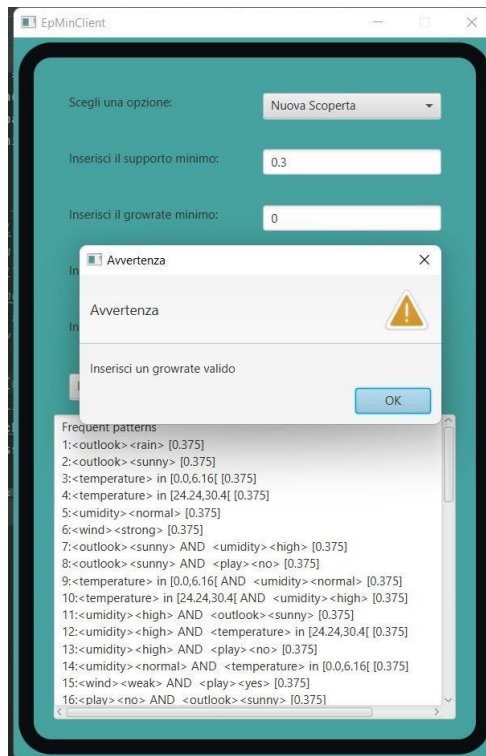 EpMinClient
Scegli una opzione:
Nuova Scoperta
Inserisci il supporto minimo:
0.3
Inserisci il growrate minimo:
0
Avvertenza
Avvertenza
Inserisci un growrate valido
OK
In
In
Frequent patterns
1:<outlook><rain> [0.375]
2:<outlook><sunny> [0.375]
3:<temperature> in [0.0,6.16[ [0.375]
4:<temperature> in [24.24,30.4[ [0.375]
5:<umidity><normal> [0.375]
6:<wind><strong> [0.375]
7:<outlook><sunny> AND <umidity><high> [0.375]
8:<outlook><sunny> AND <play><no> [0.375]
9:<temperature> in [0.0,6.16[ AND <umidity><normal> [0.375]
10:<temperature> in [24.24,30.4[ AND <umidity><high> [0.375]
11:<umidity><high> AND <outlook><sunny> [0.375]
12:<umidity><high> AND <temperature> in [24.24,30.4[ [0.375]
13:<umidity><high> AND <play><no> [0.375]
14:<umidity><normal> AND <temperature> in [0.0,6.16[ [0.375]
15:<wind><weak> AND <play><yes> [0.375]
16:<play><no> AND <outlook><sunny> [0.375]